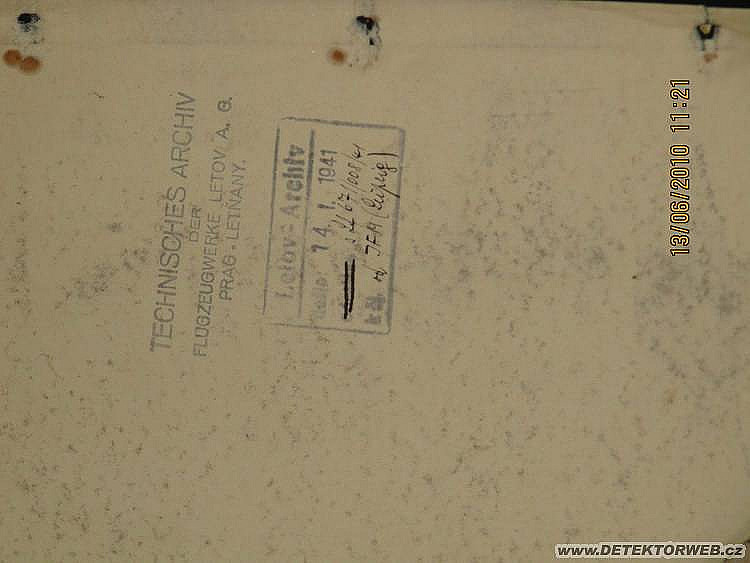 TECHNISCHES ARCHIV
DER
FLUGZEUGWERKE LETOV A. G.
PRAG - LETŇANY.
Letov-Archiv
14. I. 1941
13/06/2010 11:21
www.DETEKTORWEB.cz